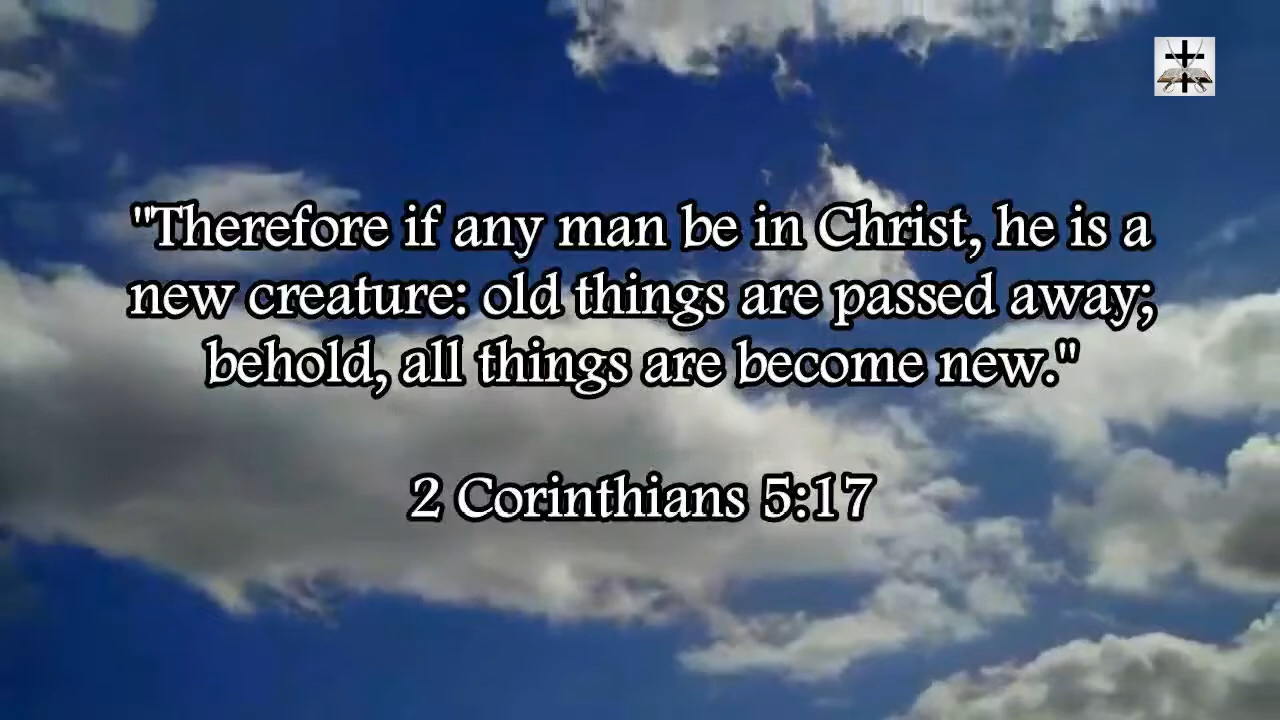 "Therefore if any man be in Christ, he is a
new creature: old things are passed away;
behold, all things are become new."
2 Corinthians 5:17